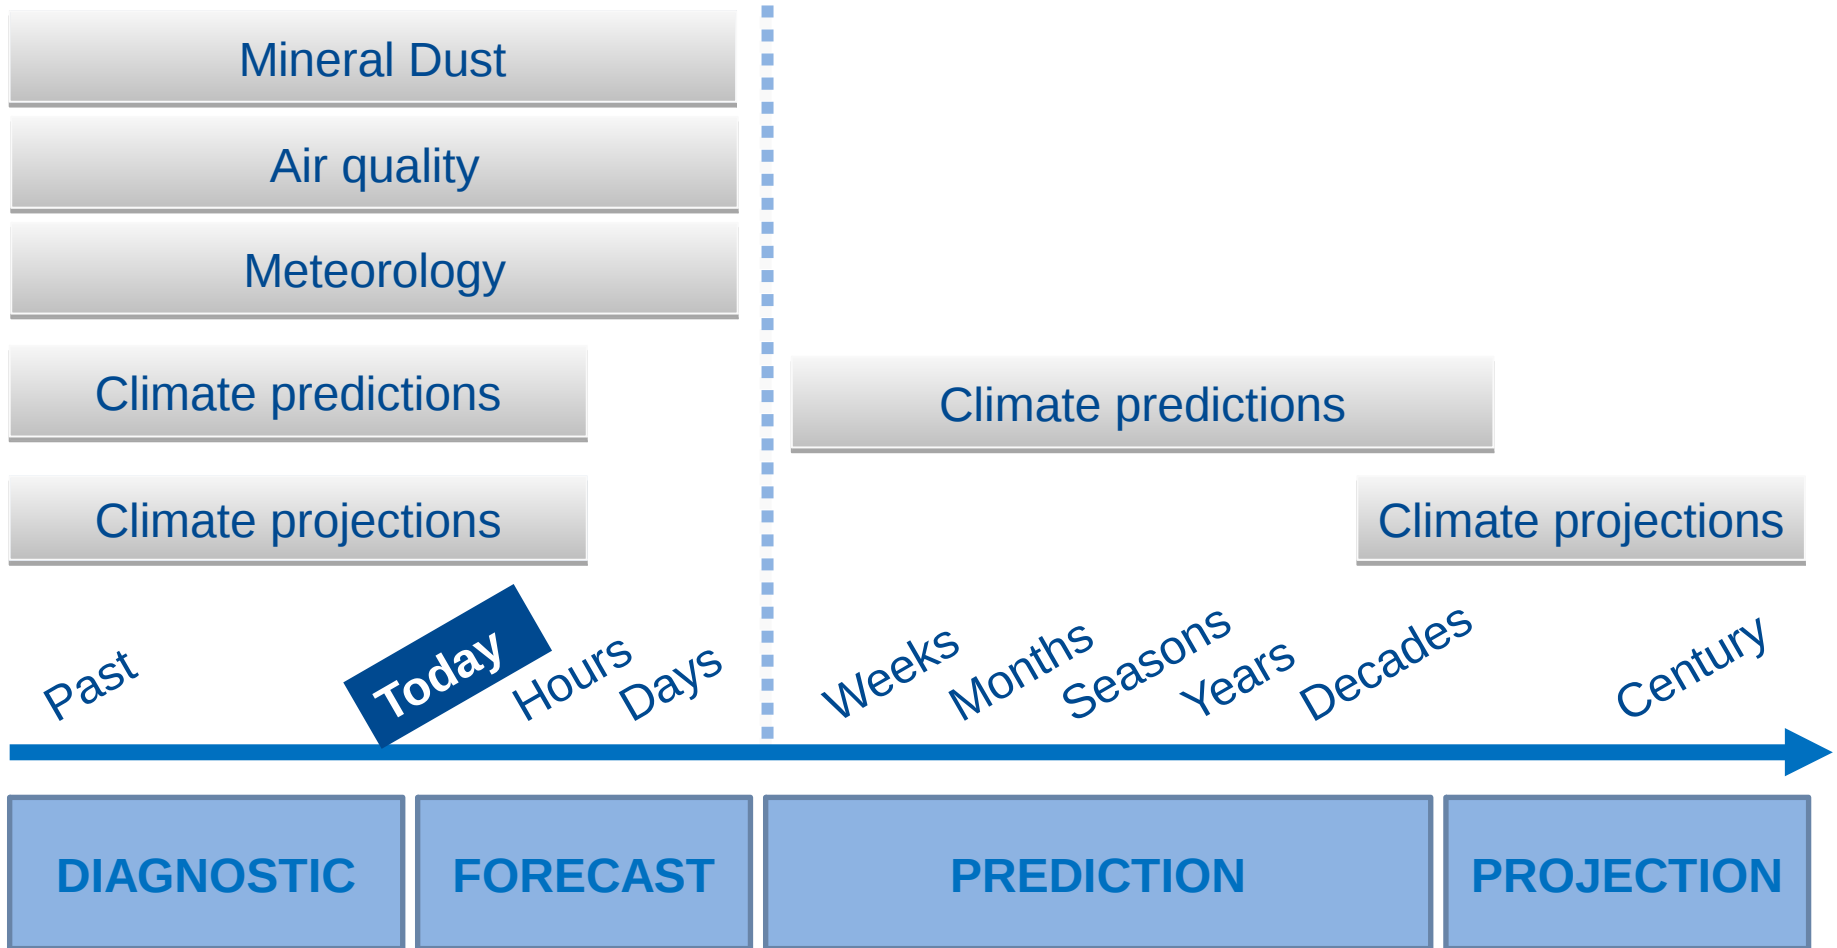 Mineral Dust
Air quality
Meteorology
Climate predictions
Climate predictions
Climate projections
Climate projections
Past
Today
Hours
Days
Weeks
Months
Seasons
Years
Decades
Century
DIAGNOSTIC
FORECAST
PREDICTION
PROJECTION